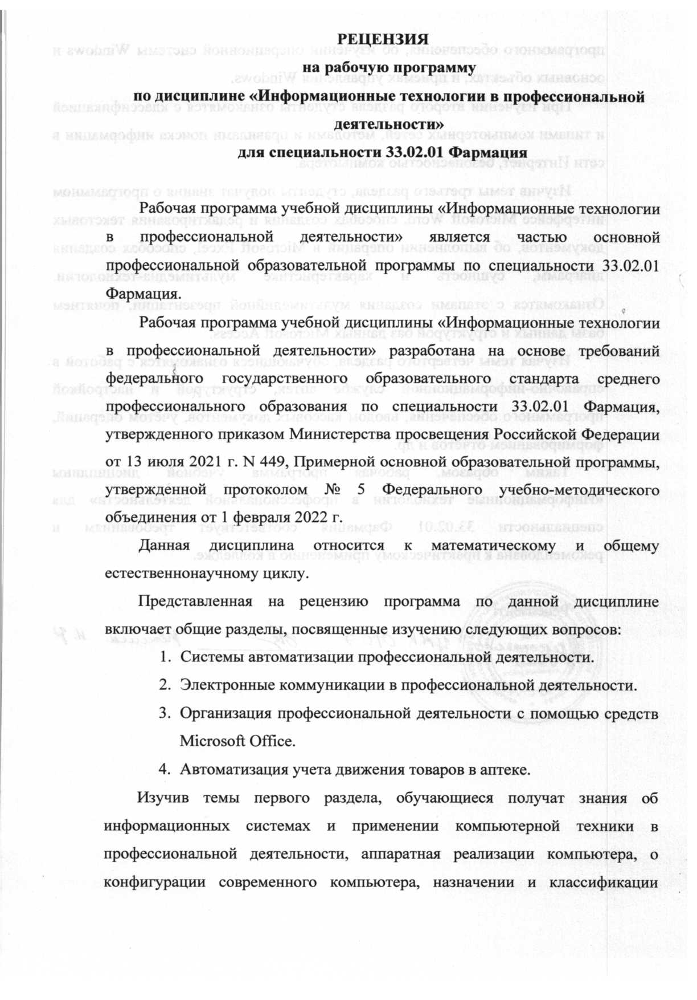 РЕЦЕНЗИЯ
на рабочую программу
по дисциплине «Информационные технологии в профессиональной
деятельности»
для специальности 33.02.01 Фармация
Рабочая программа учебной дисциплины «Информационные технологии
в профессиональной деятельности» является частью основной
профессиональной образовательной программы по специальности 33.02.01
Фармация.
Рабочая программа учебной дисциплины «Информационные технологии
в профессиональной деятельности» разработана на основе требований
федерального государственного образовательного стандарта среднего
профессионального образования по специальности 33.02.01 Фармация,
утвержденного приказом Министерства просвещения Российской Федерации
от 13 июля 2021 г. N 449, Примерной основной образовательной программы,
утвержденной протоколом № 5 Федерального учебно-методического
объединения от 1 февраля 2022 г.
Данная дисциплина относится к математическому и общему
естественнонаучному циклу.
Представленная на рецензию программа по данной дисциплине
включает общие разделы, посвященные изучению следующих вопросов:
1. Системы автоматизации профессиональной деятельности.
2. Электронные коммуникации в профессиональной деятельности.
3. Организация профессиональной деятельности с помощью средств
Microsoft Office.
4. Автоматизация учета движения товаров в аптеке.
Изучив темы первого раздела, обучающиеся получат знания об
информационных системах и применении компьютерной техники в
профессиональной деятельности, аппаратная реализации компьютера, о
конфигурации современного компьютера, назначении и классификации